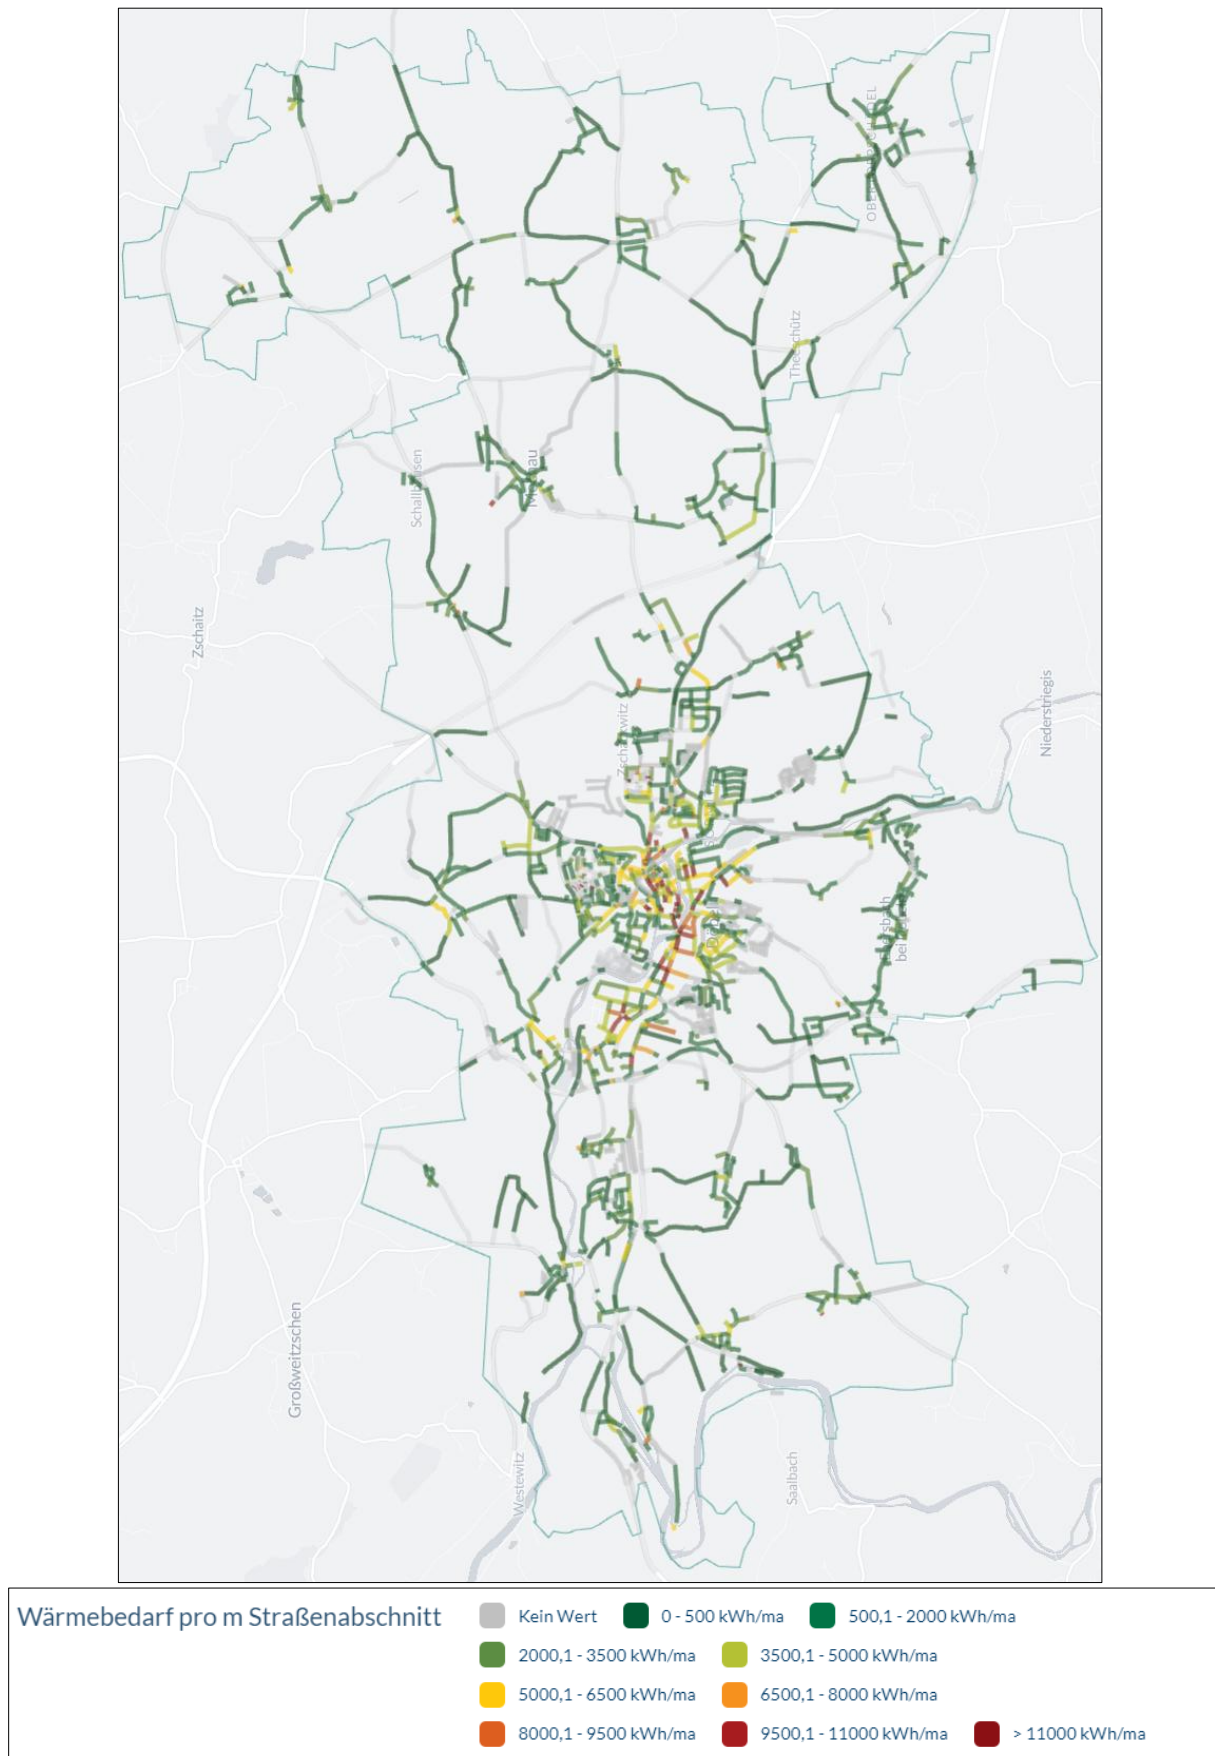 Theeschütz
Schallhausen
Zschaitz
Niederstriegis
Großweitzschen
Westewitz
Saalbach
bei
Wärmebedarf pro m Straßenabschnitt
Kein Wert
0 - 500 kWh/ma
500,1 - 2000 kWh/ma
2000,1 - 3500 kWh/ma
3500,1 - 5000 kWh/ma
5000,1 - 6500 kWh/ma
6500,1 - 8000 kWh/ma
8000,1 - 9500 kWh/ma
9500,1 - 11000 kWh/ma
> 11000 kWh/ma